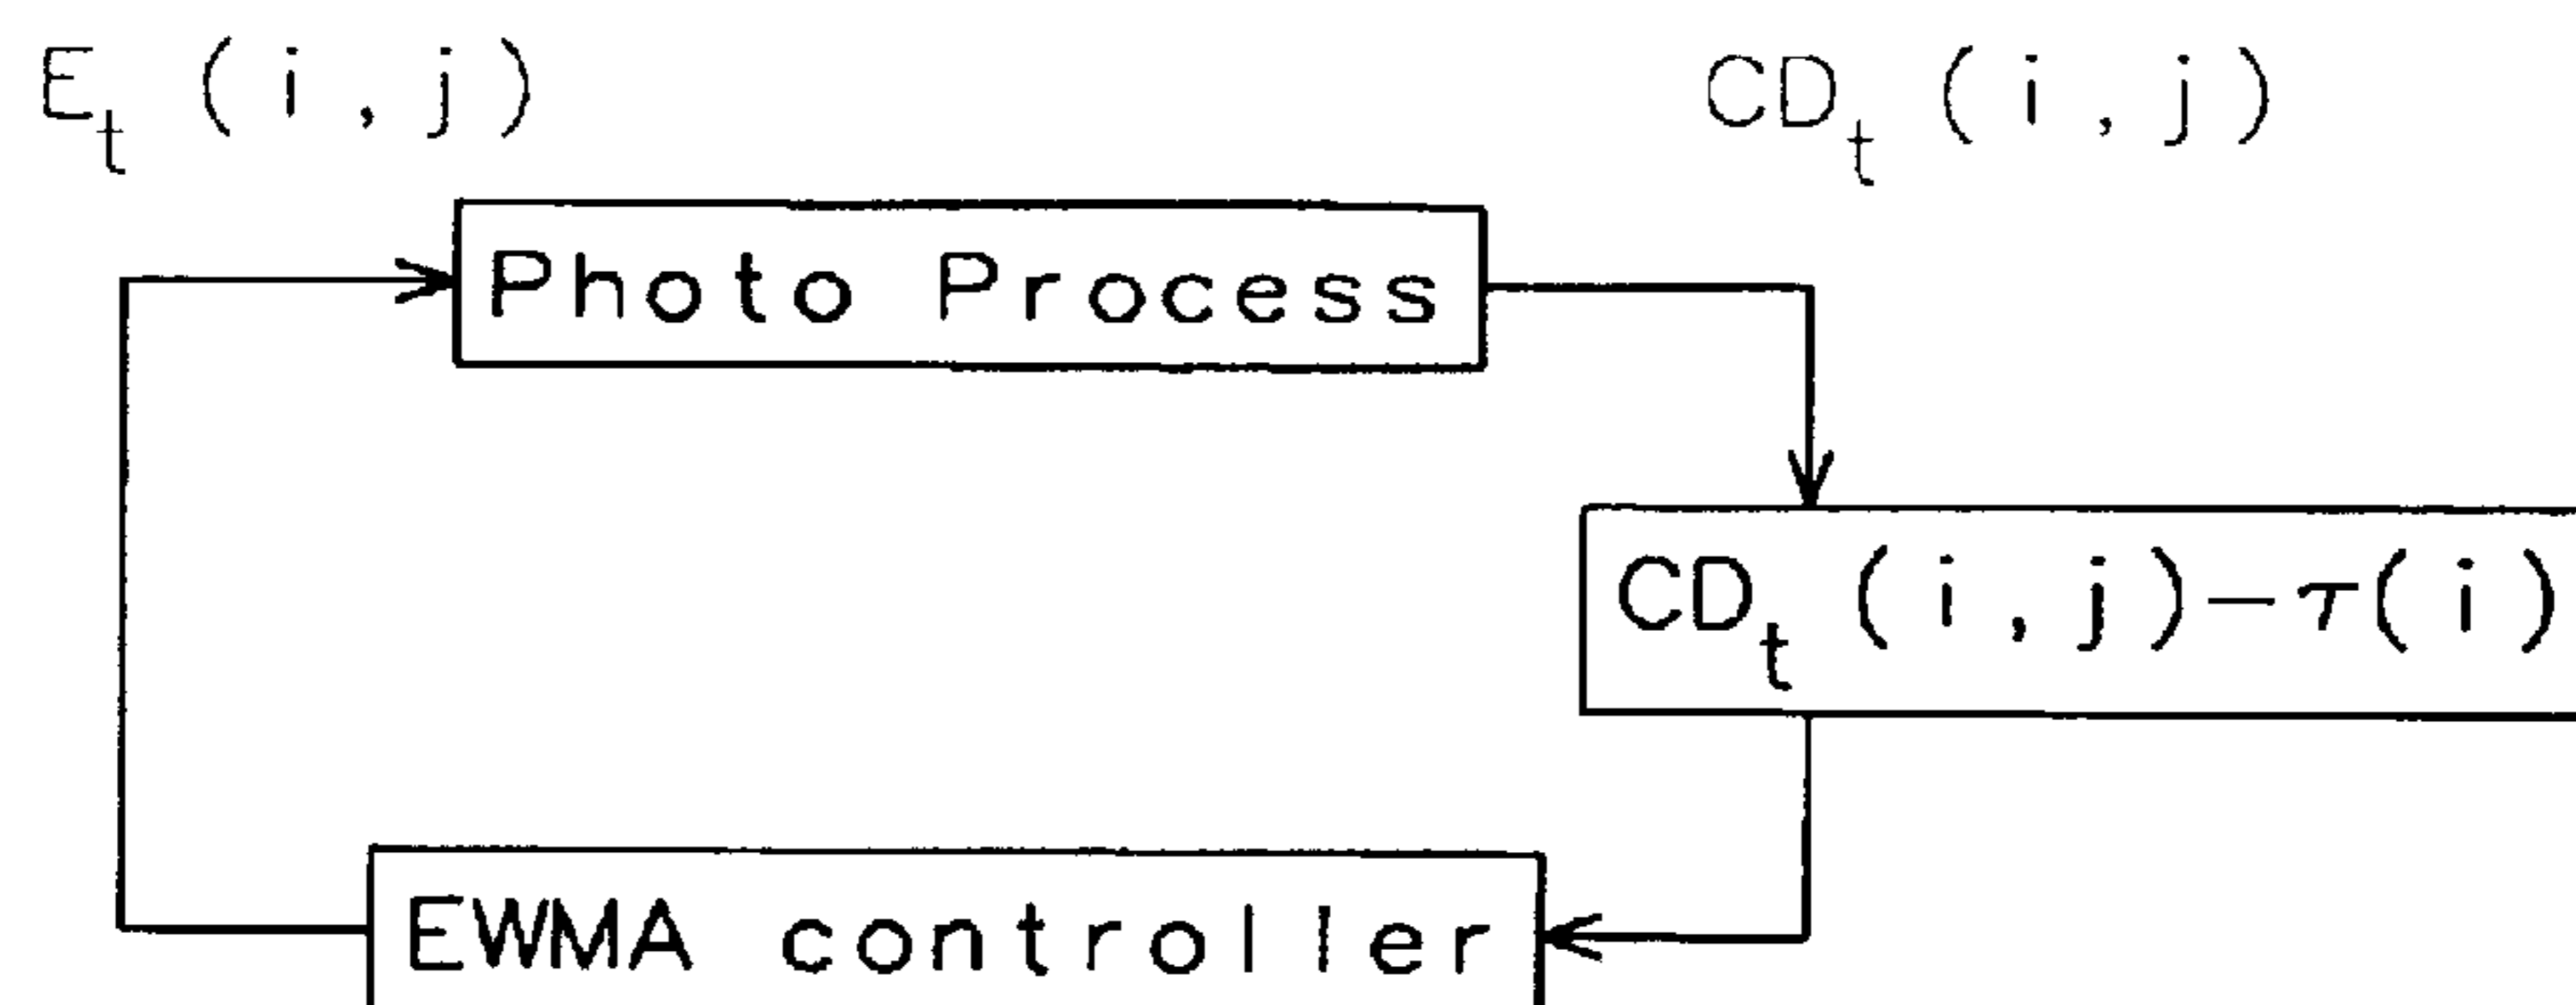 E_t (i,j)
CD_t (i,j)
Photo Process
CD_t (i,j)-τ(i)
EWMA controller